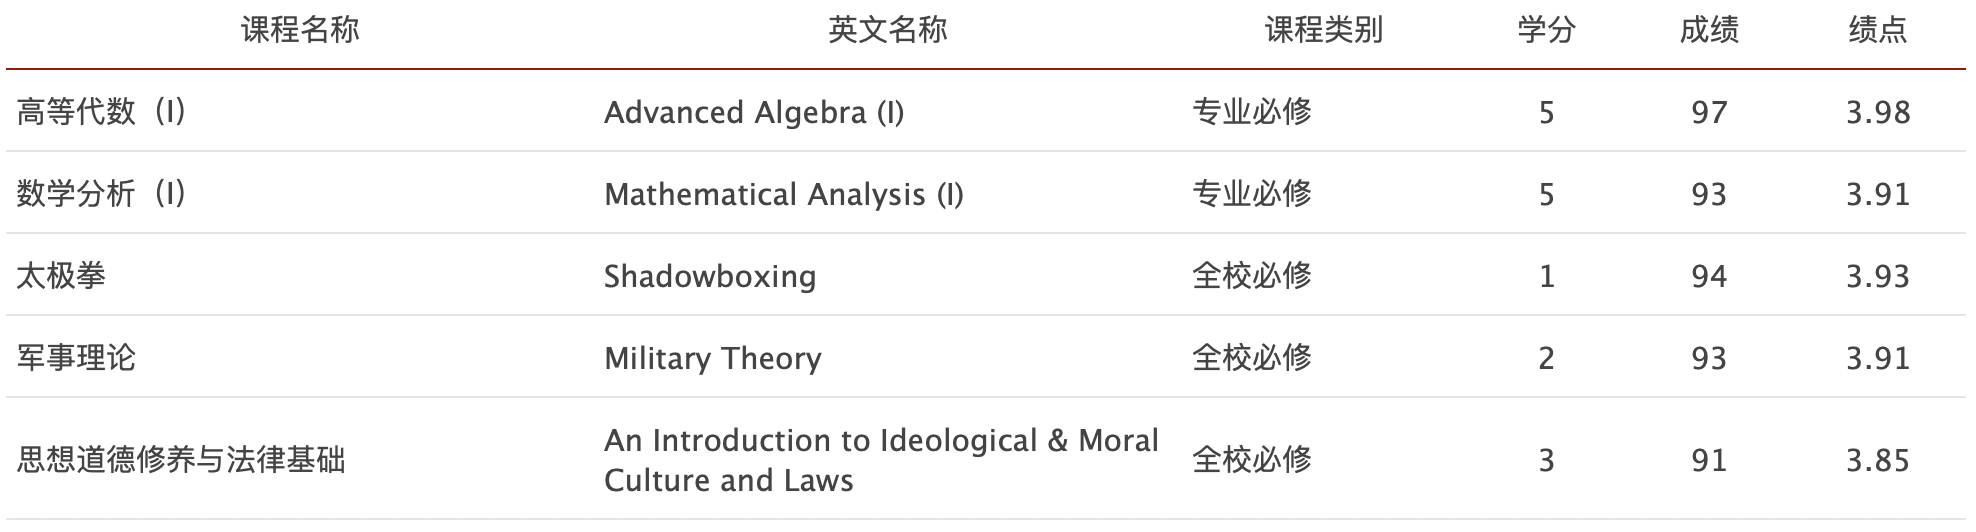 课程名称 英文名称 课程类别 学分 成绩 绩点
高等代数（I） Advanced Algebra (I) 专业必修 5 97 3.98
数学分析（I） Mathematical Analysis (I) 专业必修 5 93 3.91
太极拳 Shadowboxing 全校必修 1 94 3.93
军事理论 Military Theory 全校必修 2 93 3.91
思想道德修养与法律基础 An Introduction to Ideological & Moral 全校必修 3 91 3.85
Culture and Laws